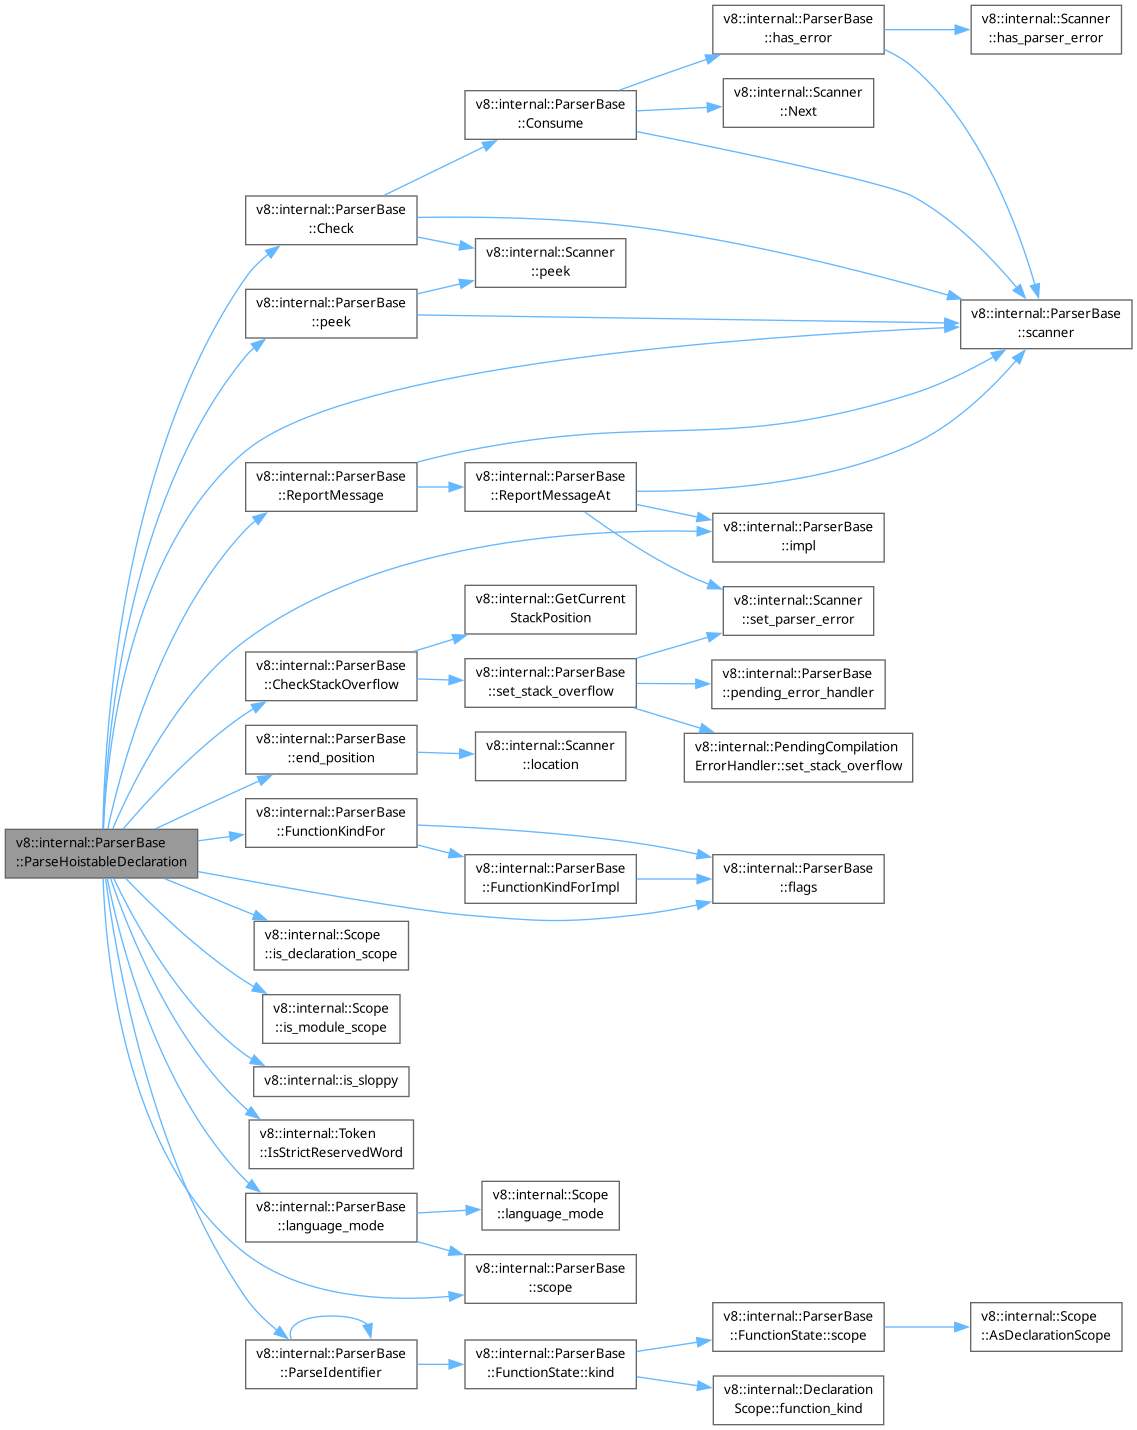 v8::internal::ParserBase
::has_error
v8::internal::Scanner
::has_parser_error
v8::internal::Scanner
::Next
v8::internal::ParserBase
::Consume
v8::internal::ParserBase
::Check
v8::internal::Scanner
::peek
v8::internal::ParserBase
::peek
v8::internal::ParserBase
::scanner
v8::internal::ParserBase
::ReportMessage
v8::internal::ParserBase
::ReportMessageAt
v8::internal::ParserBase
::impl
v8::internal::GetCurrent
StackPosition
v8::internal::Scanner
::set_parser_error
v8::internal::ParserBase
::CheckStackOverflow
v8::internal::ParserBase
::set_stack_overflow
v8::internal::ParserBase
::pending_error_handler
v8::internal::ParserBase
::end_position
v8::internal::Scanner
::location
v8::internal::PendingCompilation
ErrorHandler::set_stack_overflow
v8::internal::ParserBase
::FunctionKindFor
v8::internal::ParserBase
::ParseHoistableDeclaration
v8::internal::ParserBase
::FunctionKindForImpl
v8::internal::ParserBase
::flags
v8::internal::Scope
::is_declaration_scope
v8::internal::Scope
::is_module_scope
v8::internal::is_sloppy
v8::internal::Token
::IsStrictReservedWord
v8::internal::ParserBase
::language_mode
v8::internal::Scope
::language_mode
v8::internal::ParserBase
::scope
v8::internal::ParserBase
::ParseIdentifier
v8::internal::ParserBase
::FunctionState::kind
v8::internal::ParserBase
::FunctionState::scope
v8::internal::Scope
::AsDeclarationScope
v8::internal::Declaration
Scope::function_kind